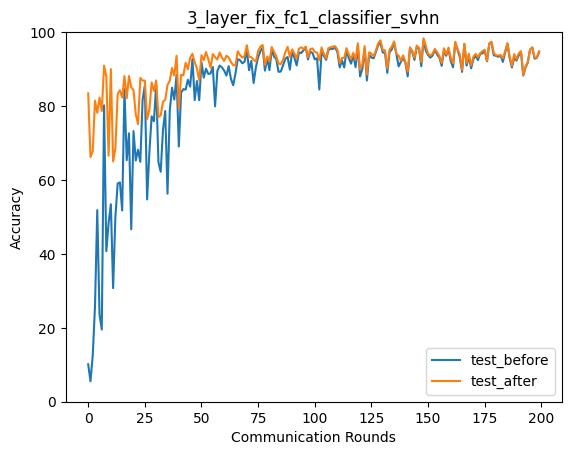 3_layer_fix_fc1_classifier_svhn
Accuracy
100
80
60
40
20
0
0 25 50 75 100 125 150 175 200
Communication Rounds
test_before
test_after